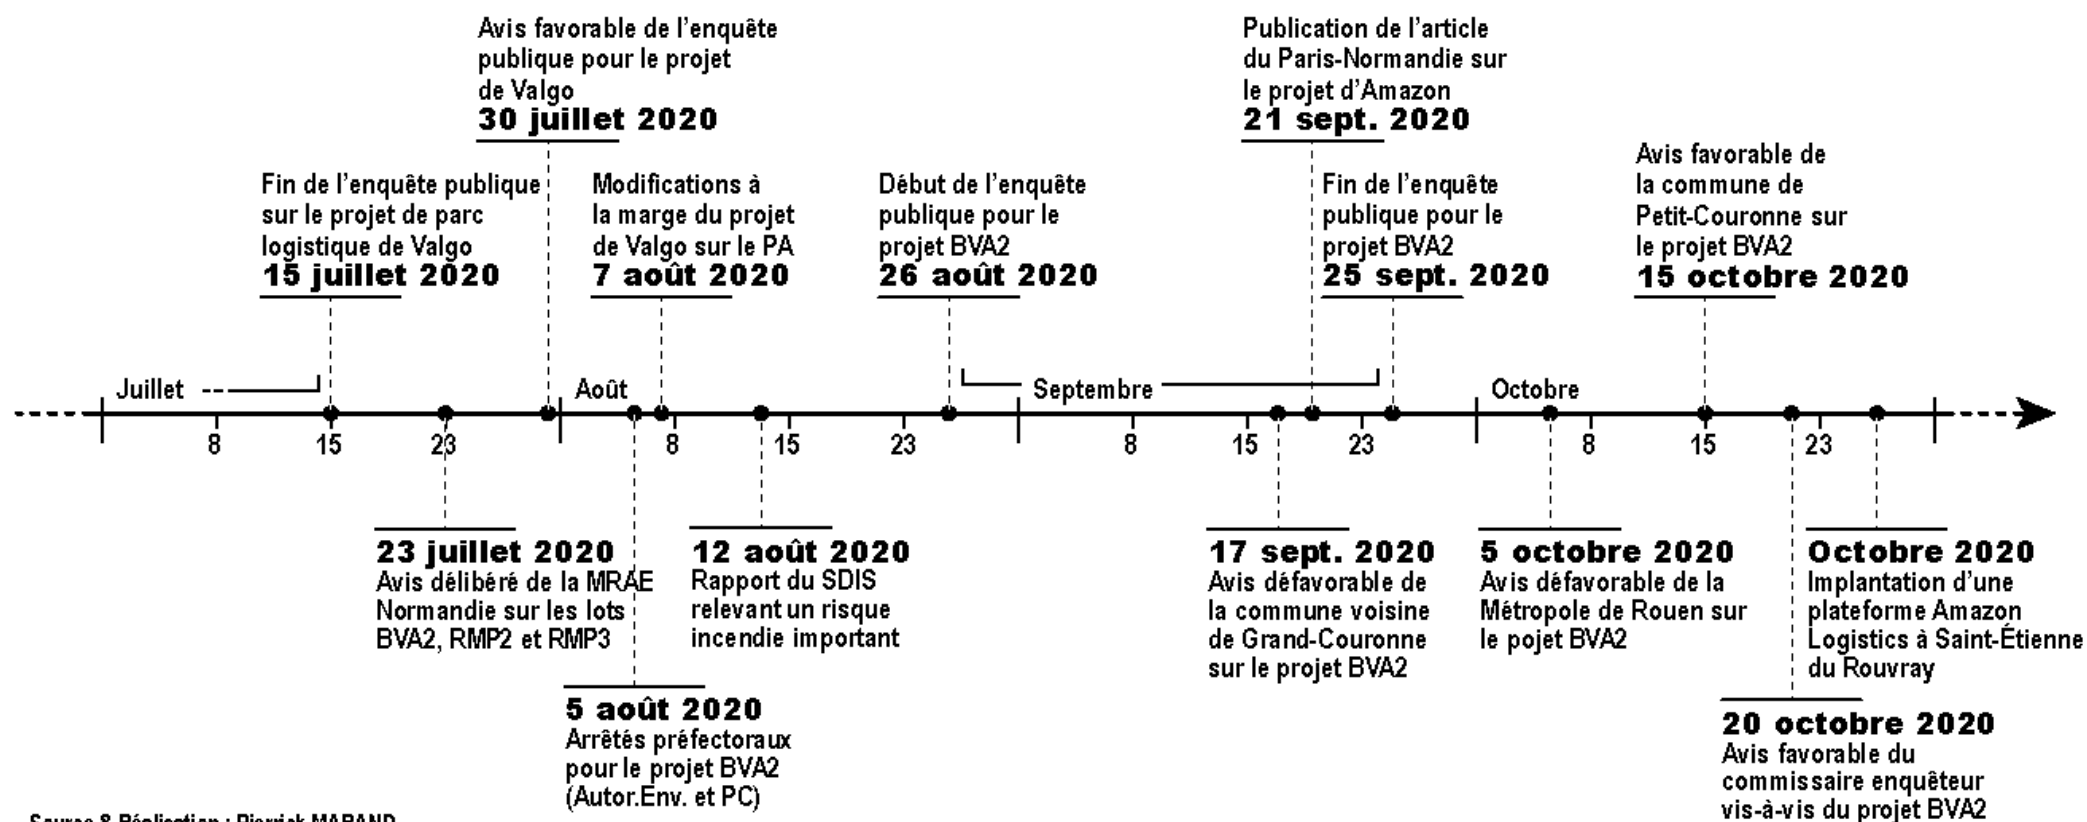 Avis favorable de l'enquête
publique pour le projet
de Valgo
30 juillet 2020
Publication de l'article
du Paris-Normandie sur
le projet d'Amazon
21 sept. 2020
Fin de l'enquête publique
sur le projet de parc
logistique de Valgo
15 juillet 2020
Modifications à
la marge du projet
de Valgo sur le PA
7 août 2020
Début de l'enquête
publique pour le
projet BVA2
26 août 2020
Fin de l'enquête
publique pour le
projet BVA2
25 sept. 2020
Avis favorable de
la commune de
Petit-Couronne sur
le projet BVA2
15 octobre 2020
Juillet Août Septembre Octobre
8 15 23 8 15 23 8 15 23 8 15 23
23 juillet 2020
Avis délibéré de la MRAE
Normandie sur les lots
BVA2, RMP2 et RMP3
5 août 2020
Arrêtés préfectoraux
pour le projet BVA2
(Autor.Env. et PC)
12 août 2020
Rapport du SDIS
relevant un risque
incendie important
17 sept. 2020
Avis défavorable de
la commune voisine
de Grand-Couronne
sur le projet BVA2
5 octobre 2020
Avis défavorable de la
Métropole de Rouen sur
le pojet BVA2
Octobre 2020
Implantation d'une
plateforme Amazon
Logistics à Saint-Étienne
du Rouvray
20 octobre 2020
Avis favorable du
commissaire enquêteur
vis-à-vis du projet BVA2
Source & Réalisation : Pierrick MARAND